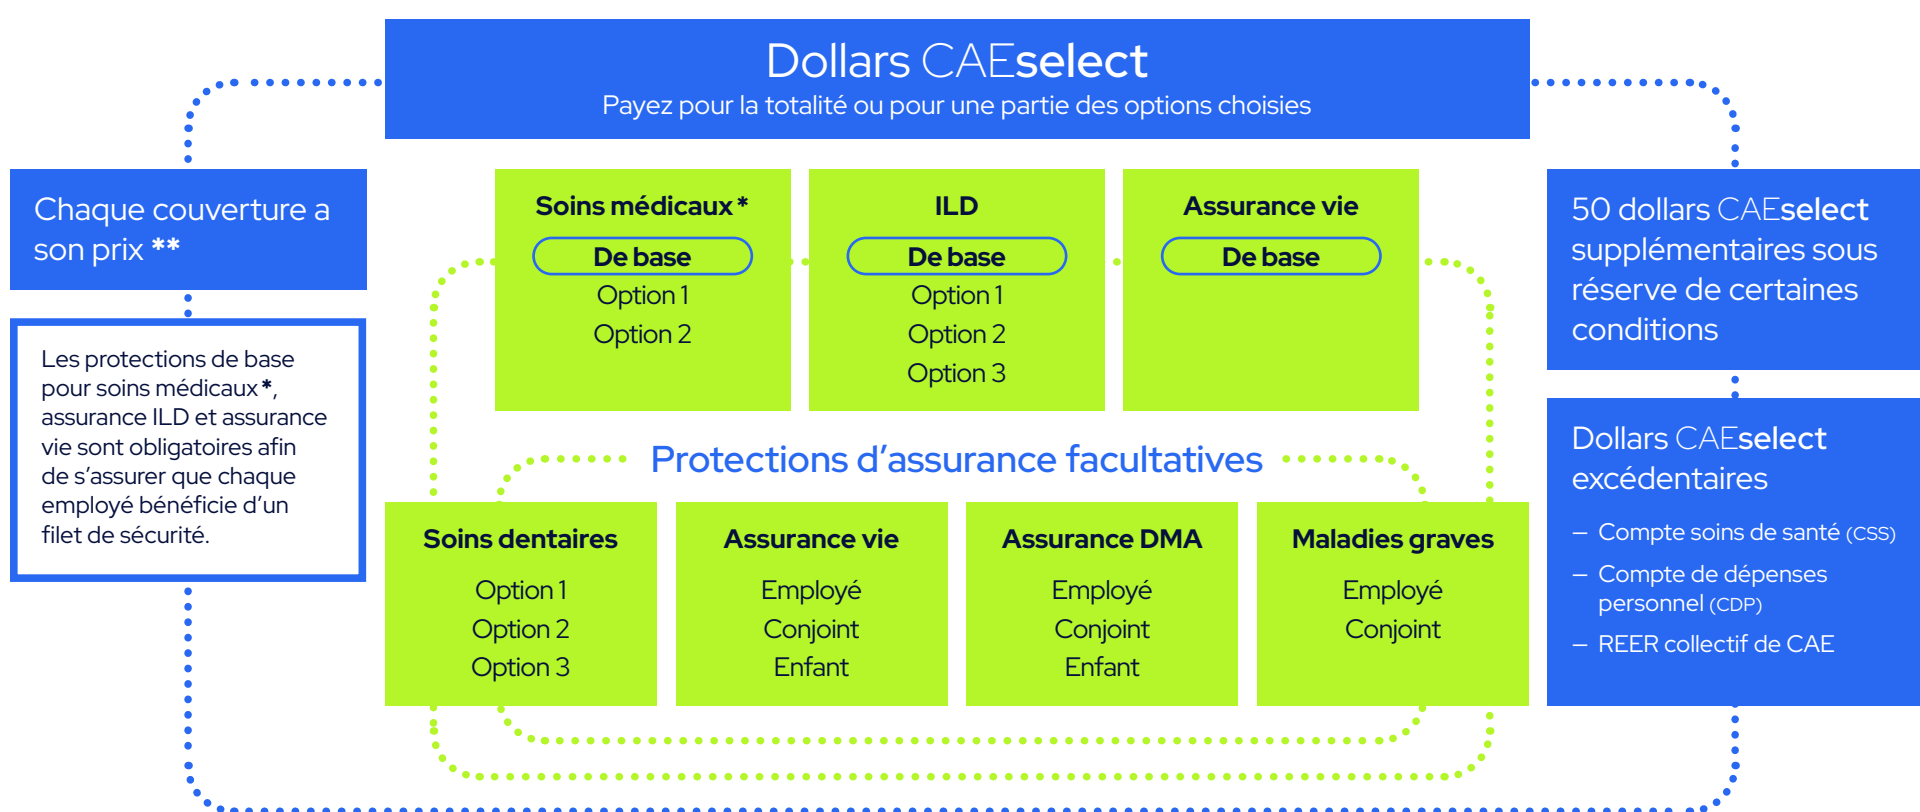 Dollars CAEselect
Payez pour la totalité ou pour une partie des options choisies
Chaque couverture a
son prix **
Les protections de base
pour soins médicaux*,
assurance ILD et assurance
vie sont obligatoires afin
de s’assurer que chaque
employé bénéficie d’un
filet de sécurité.
Soins médicaux*
De base
Option 1
Option 2
ILD
De base
Option 1
Option 2
Option 3
Assurance vie
De base
Protections d’assurance facultatives
Soins dentaires
Option 1
Option 2
Option 3
Assurance vie
Employé
Conjoint
Enfant
Assurance DMA
Employé
Conjoint
Enfant
Maladies graves
Employé
Conjoint
50 dollars CAEselect
supplémentaires sous
réserve de certaines
conditions
Dollars CAEselect
excédentaires
– Compte soins de santé (CSS)
– Compte de dépenses
personnel (CDP)
– REER collectif de CAE